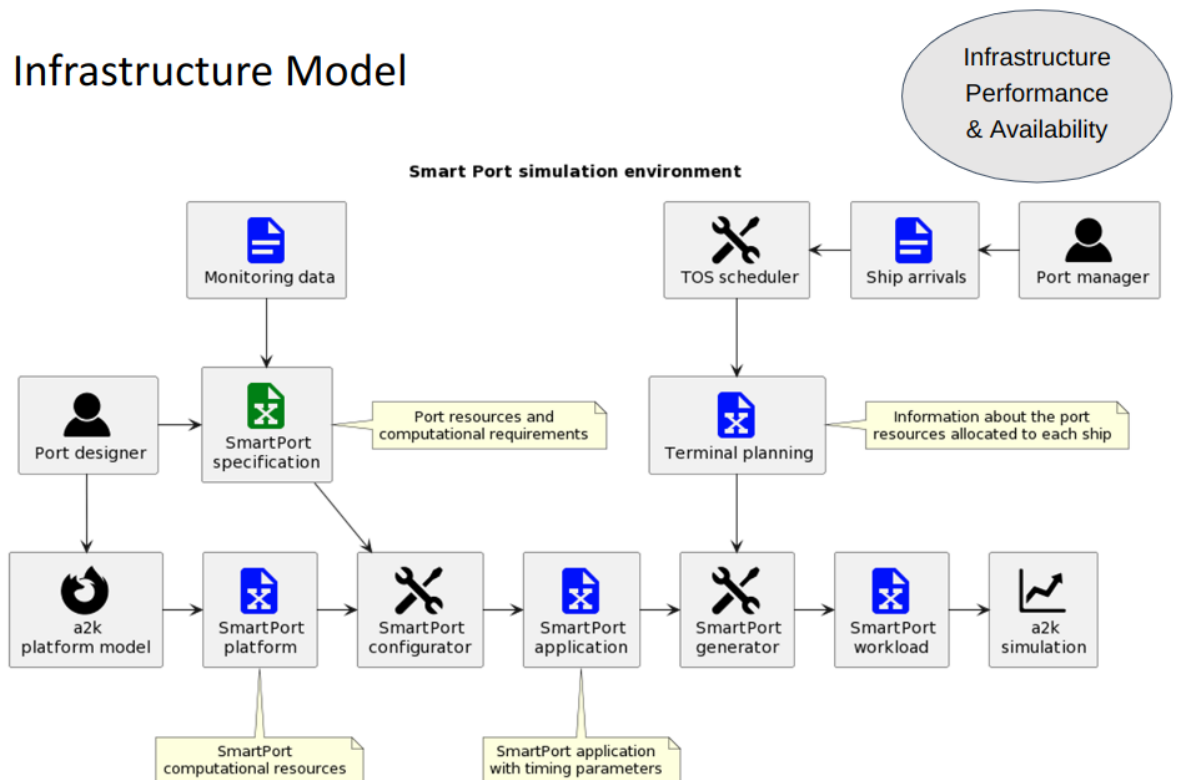 Infrastructure Model
Infrastructure
Performance
& Availability
Smart Port simulation environment
Monitoring data
TOS scheduler
Ship arrivals
Port manager
Port designer
SmartPort
specification
Port resources and
computational requirements
Terminal planning
Information about the port
resources allocated to each ship
a2k
platform model
SmartPort
platform
SmartPort
configurator
SmartPort
application
SmartPort
generator
SmartPort
workload
a2k
simulation
SmartPort
computational resources
SmartPort application
with timing parameters